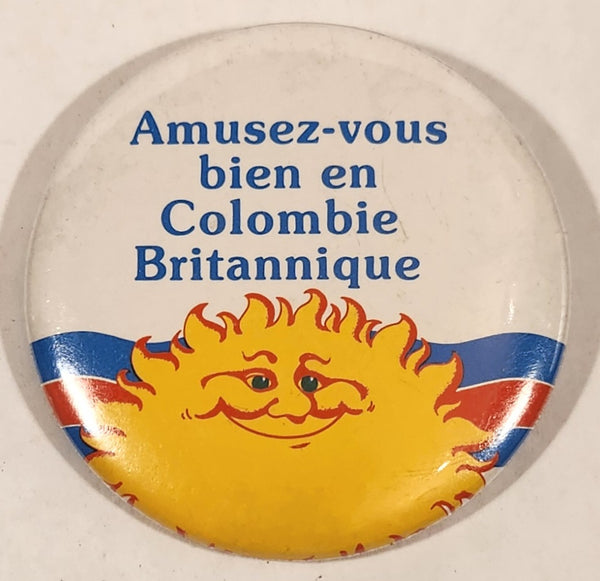 Amusez-vous
bien en
Colombie
Britannique